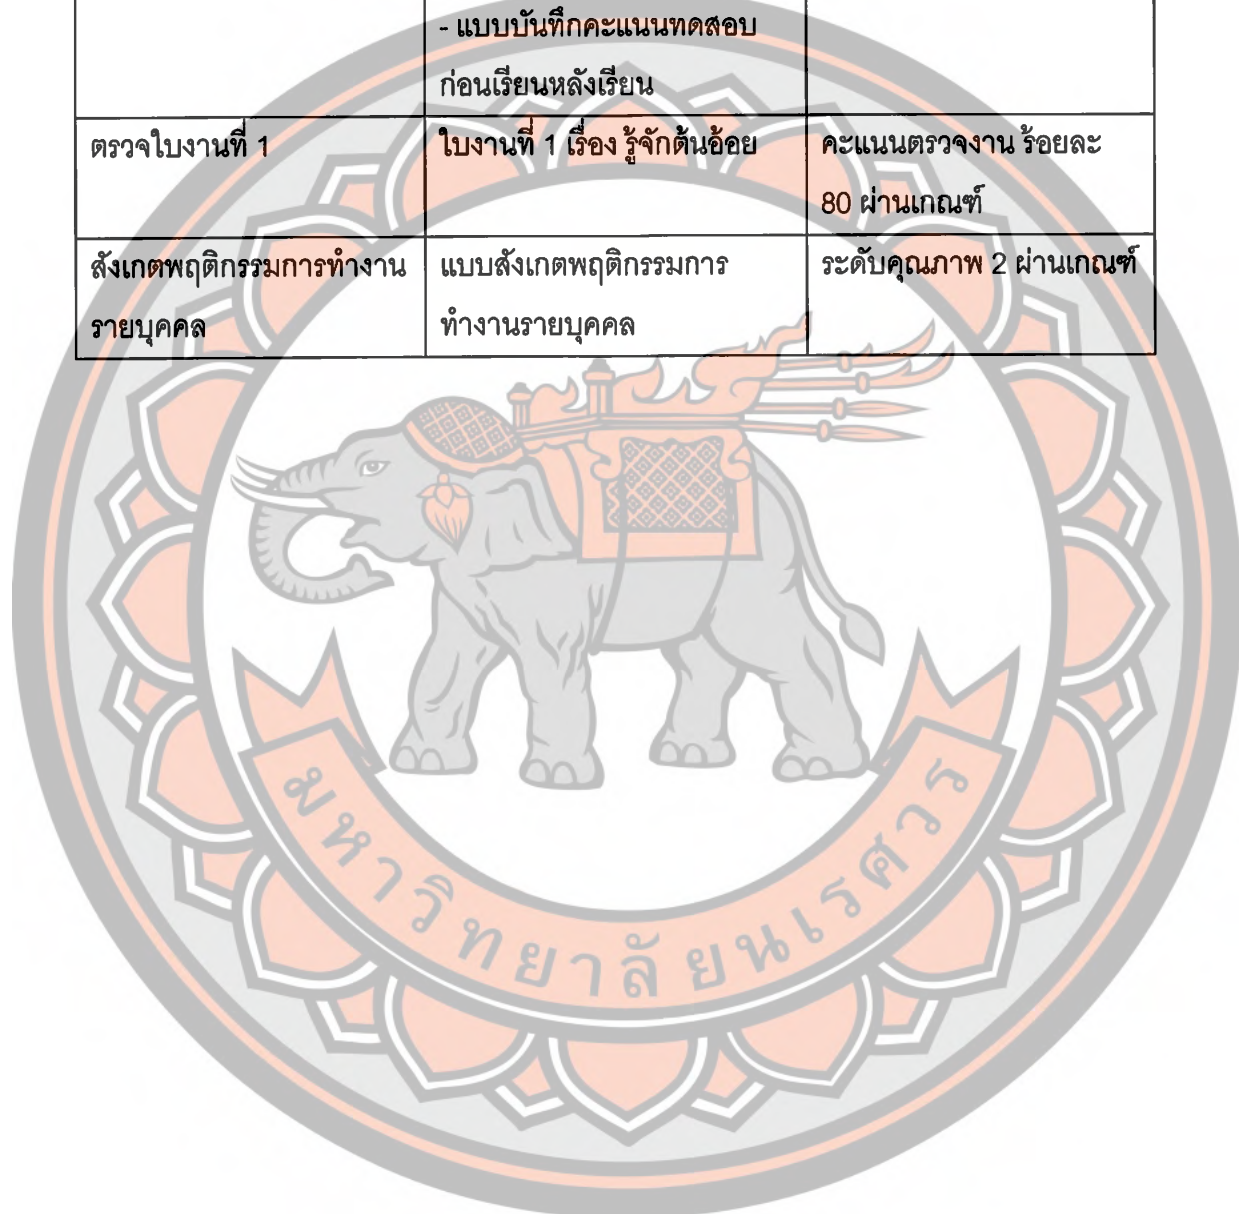 - แบบบันทึกคะแนนทดสอบ
ก่อนเรียนหลังเรียน
ตรวจใบงานที่ 1
ใบงานที่ 1 เรื่อง รู้จักต้นอ้อย
คะแนนตรวจงาน ร้อยละ
80 ผ่านเกณฑ์
สังเกตพฤติกรรมการทำงาน
รายบุคคล
แบบสังเกตพฤติกรรมการ
ทำงานรายบุคคล
ระดับคุณภาพ 2 ผ่านเกณฑ์
มหาวิทยาลัยนเรศวร